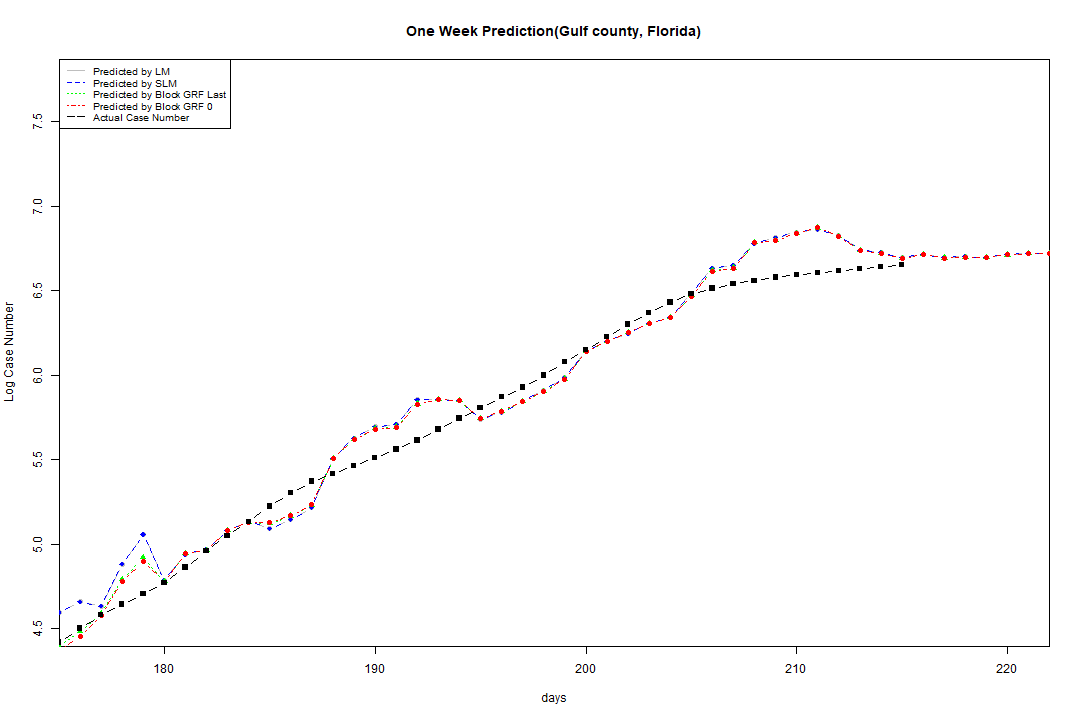 One Week Prediction(Gulf county, Florida)
Predicted by LM
Predicted by SLM
Predicted by Block GRF Last
Predicted by Block GRF 0
Actual Case Number
7.5
7.0
6.5
6.0
5.5
5.0
4.5
Log Case Number
180 190 200 210 220
days